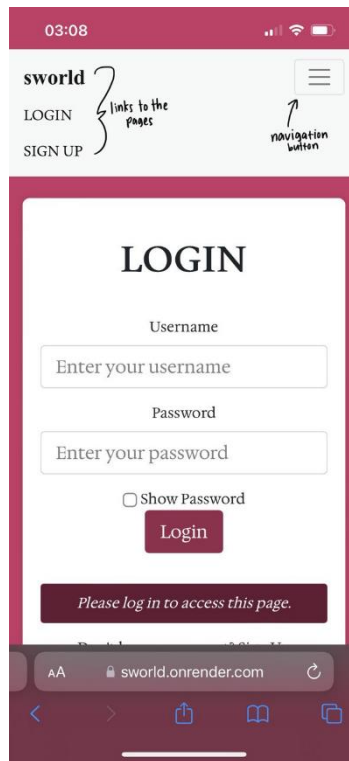 03:08
sworld
LOGIN
SIGN UP
links to the
pages
navigation
button
LOGIN
Username
Enter your username
Password
Enter your password
Show Password
Login
Please log in to access this page.
AA
sworld.onrender.com